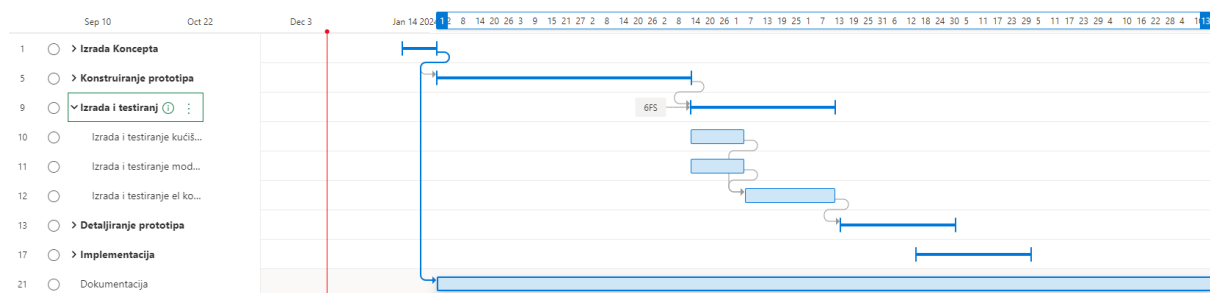 Sep 10 Oct 22 Dec 3 Jan 14 202 1 2 8 14 20 26 3 9 15 21 27 2 8 14 20 26 2 8 14 20 26 1 7 13 19 25 1 7 13 19 25 31 6 12 18 24 30 5 11 17 23 29 5 11 17 23 29 4 10 16 22 28 4 13
1 Izrada Koncepta
5 Konstruiranje prototipa
9 Izrada i testiranj
6FS
10 Izrada i testiranje kućiš...
11 Izrada i testiranje mod...
12 Izrada i testiranje el ko...
13 Detaljiranje prototipa
17 Implementacija
21 Dokumentacija